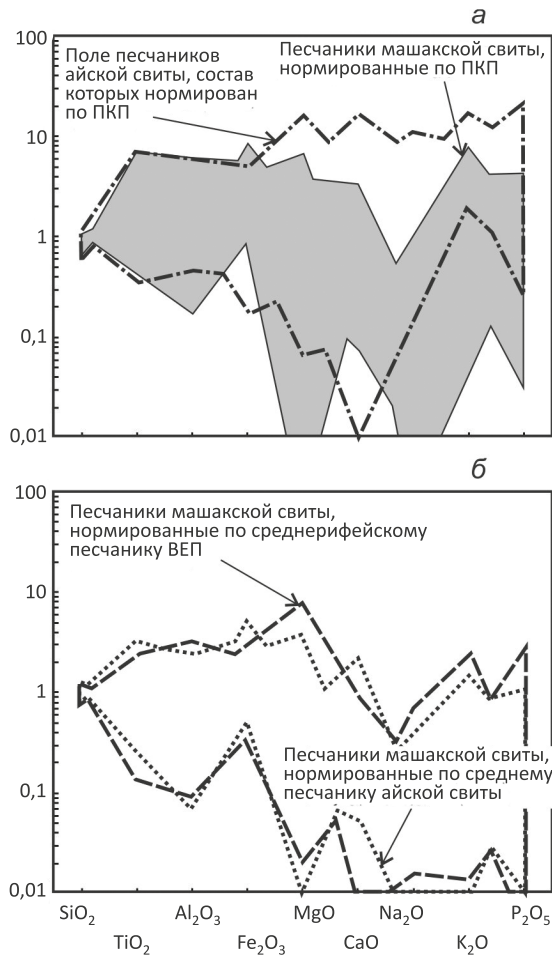 а
100
Поле песчаников
айской свиты, состав
которых нормирован
по ПКП
Песчаники машакской свиты,
нормированные по ПКП
10
1
0,1
0,01
б
100
Песчаники машакской свиты,
нормированные по среднерифейскому
песчанику ВЕП
10
1
Песчаники машакской свиты,
нормированные по среднему
песчанику айской свиты
0,1
0,01
SiO₂ Al₂O₃ MgO Na₂O P₂O₅
TiO₂ Fe₂O₃ CaO K₂O